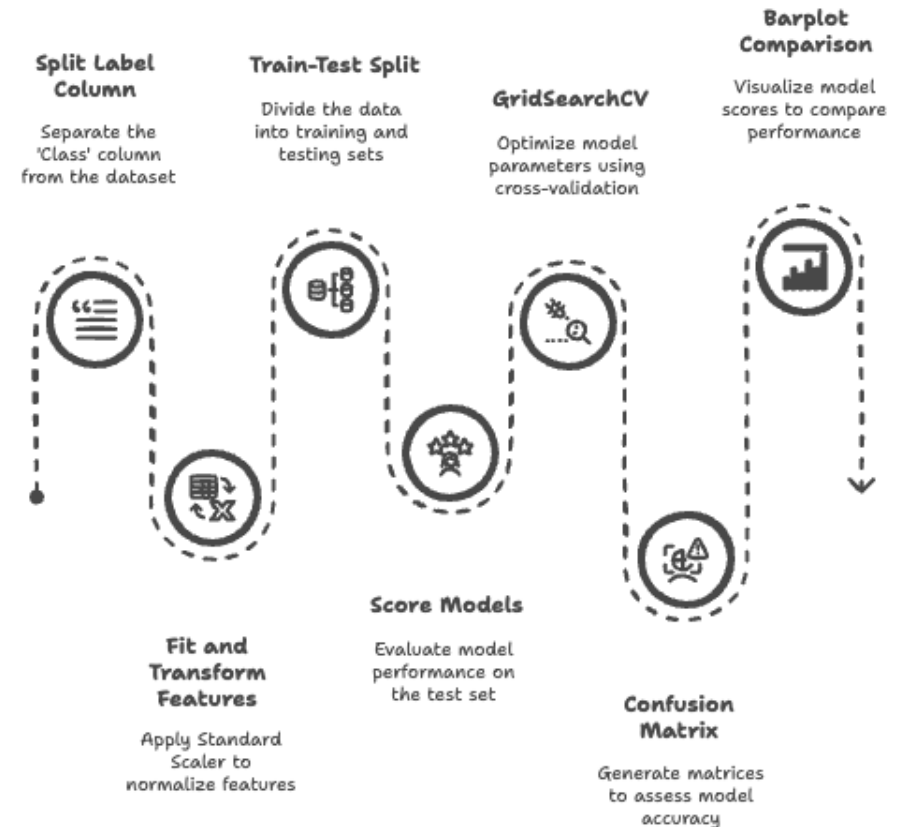 Split Label
Column
Separate the
'Class' column
from the dataset
Fit and
Transform
Features
Apply Standard
Scaler to
normalize features
Train-Test Split
Divide the data
into training and
testing sets
Score Models
Evaluate model
performance on
the test set
GridSearchCV
Optimize model
parameters using
cross-validation
Confusion
Matrix
Generate matrices
to assess model
accuracy
Barplot
Comparison
Visualize model
scores to compare
performance